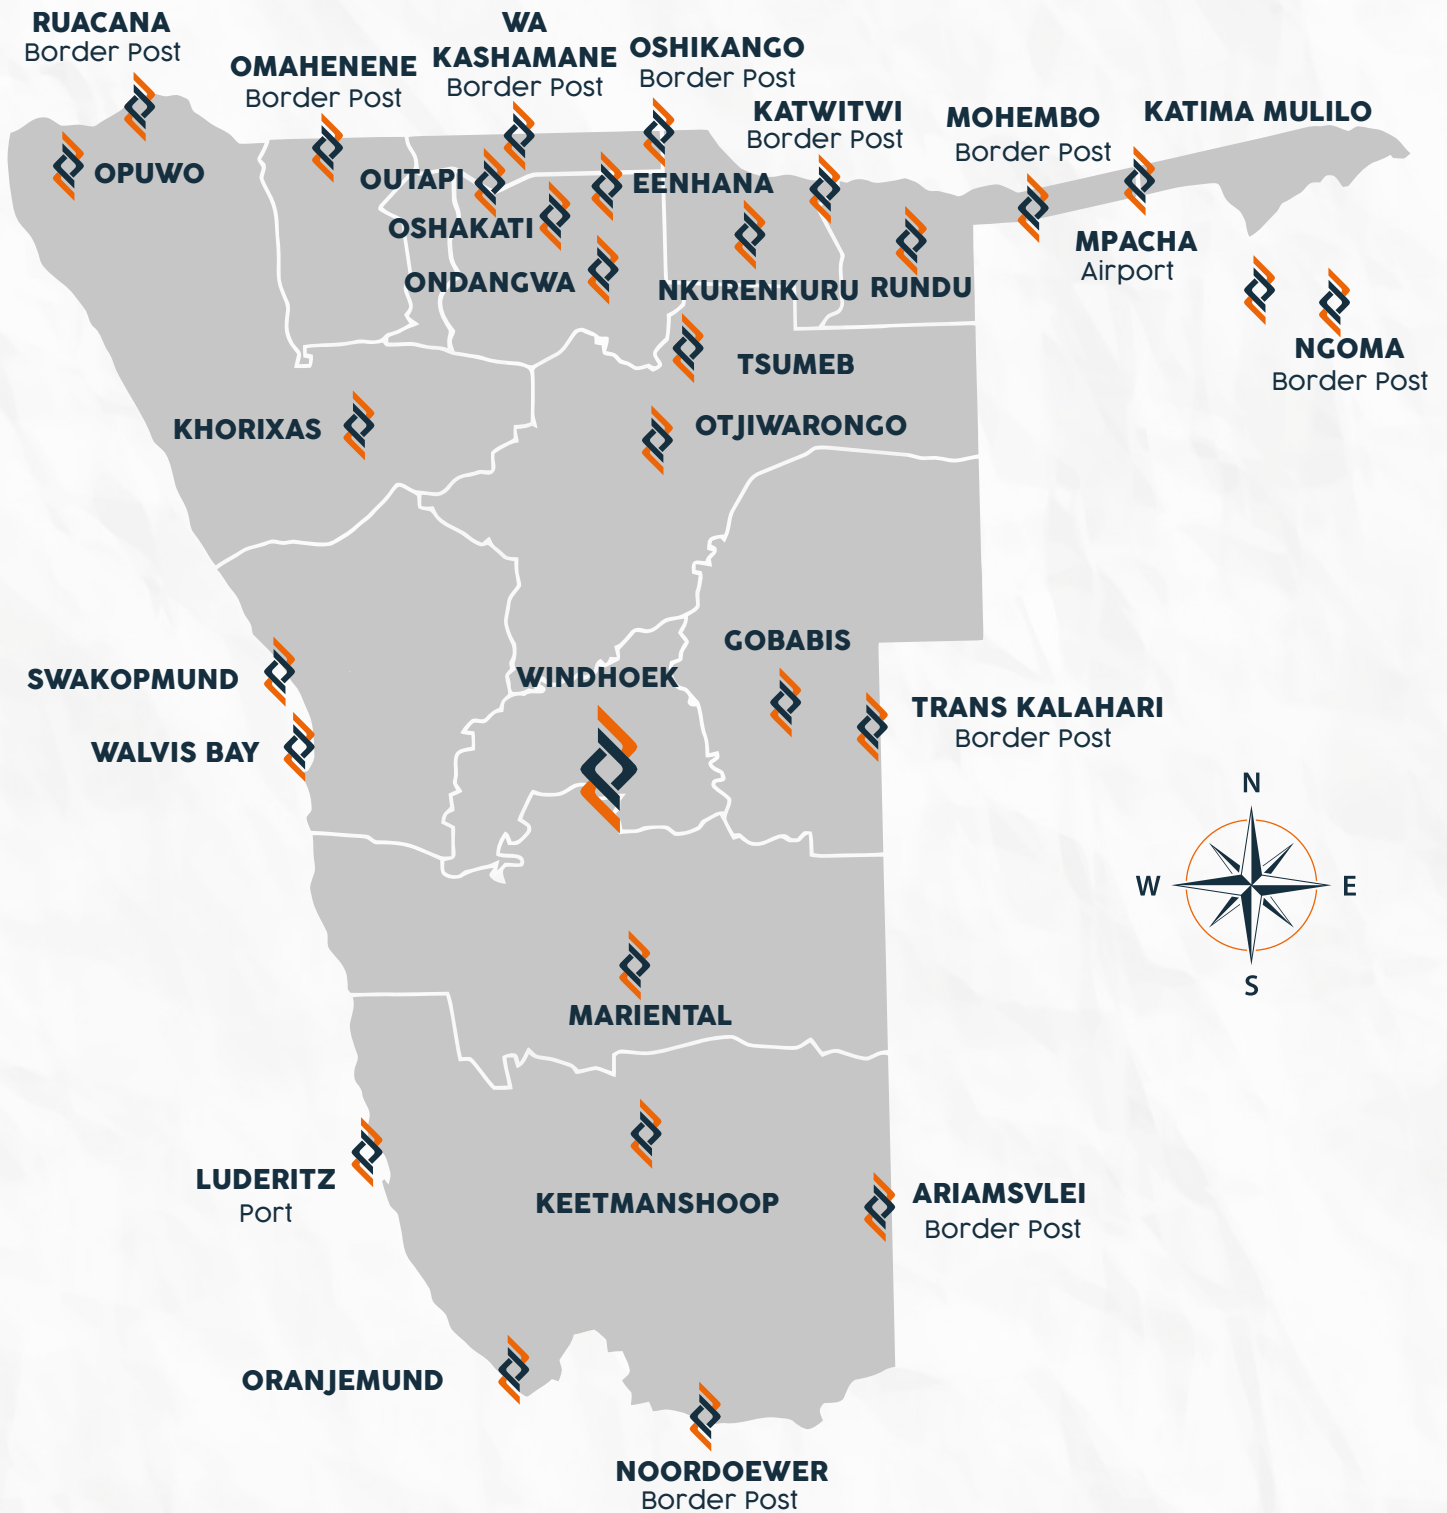 RUACANA
Border Post
OMAHENENE
Border Post
WA
KASHAMANE
Border Post
OSHIKANGO
Border Post
KATWITWI
Border Post
MOHEMBO
Border Post
KATIMA MULILO
OPUWO
OUTAPI
EENHANA
OSHAKATI
ONDANGWA
NKURENKURU
RUNDU
MPACHA
Airport
NGOMA
Border Post
TSUMEB
KHORIXAS
OTJIWARONGO
GOBABIS
SWAKOPMUND
WINDHOEK
TRANS KALAHARI
Border Post
WALVIS BAY
N
W
E
S
MARIENTAL
LUDERITZ
Port
KEETMANSHOOP
ARIAMSVLEI
Border Post
ORANJEMUND
NOORDOEWER
Border Post